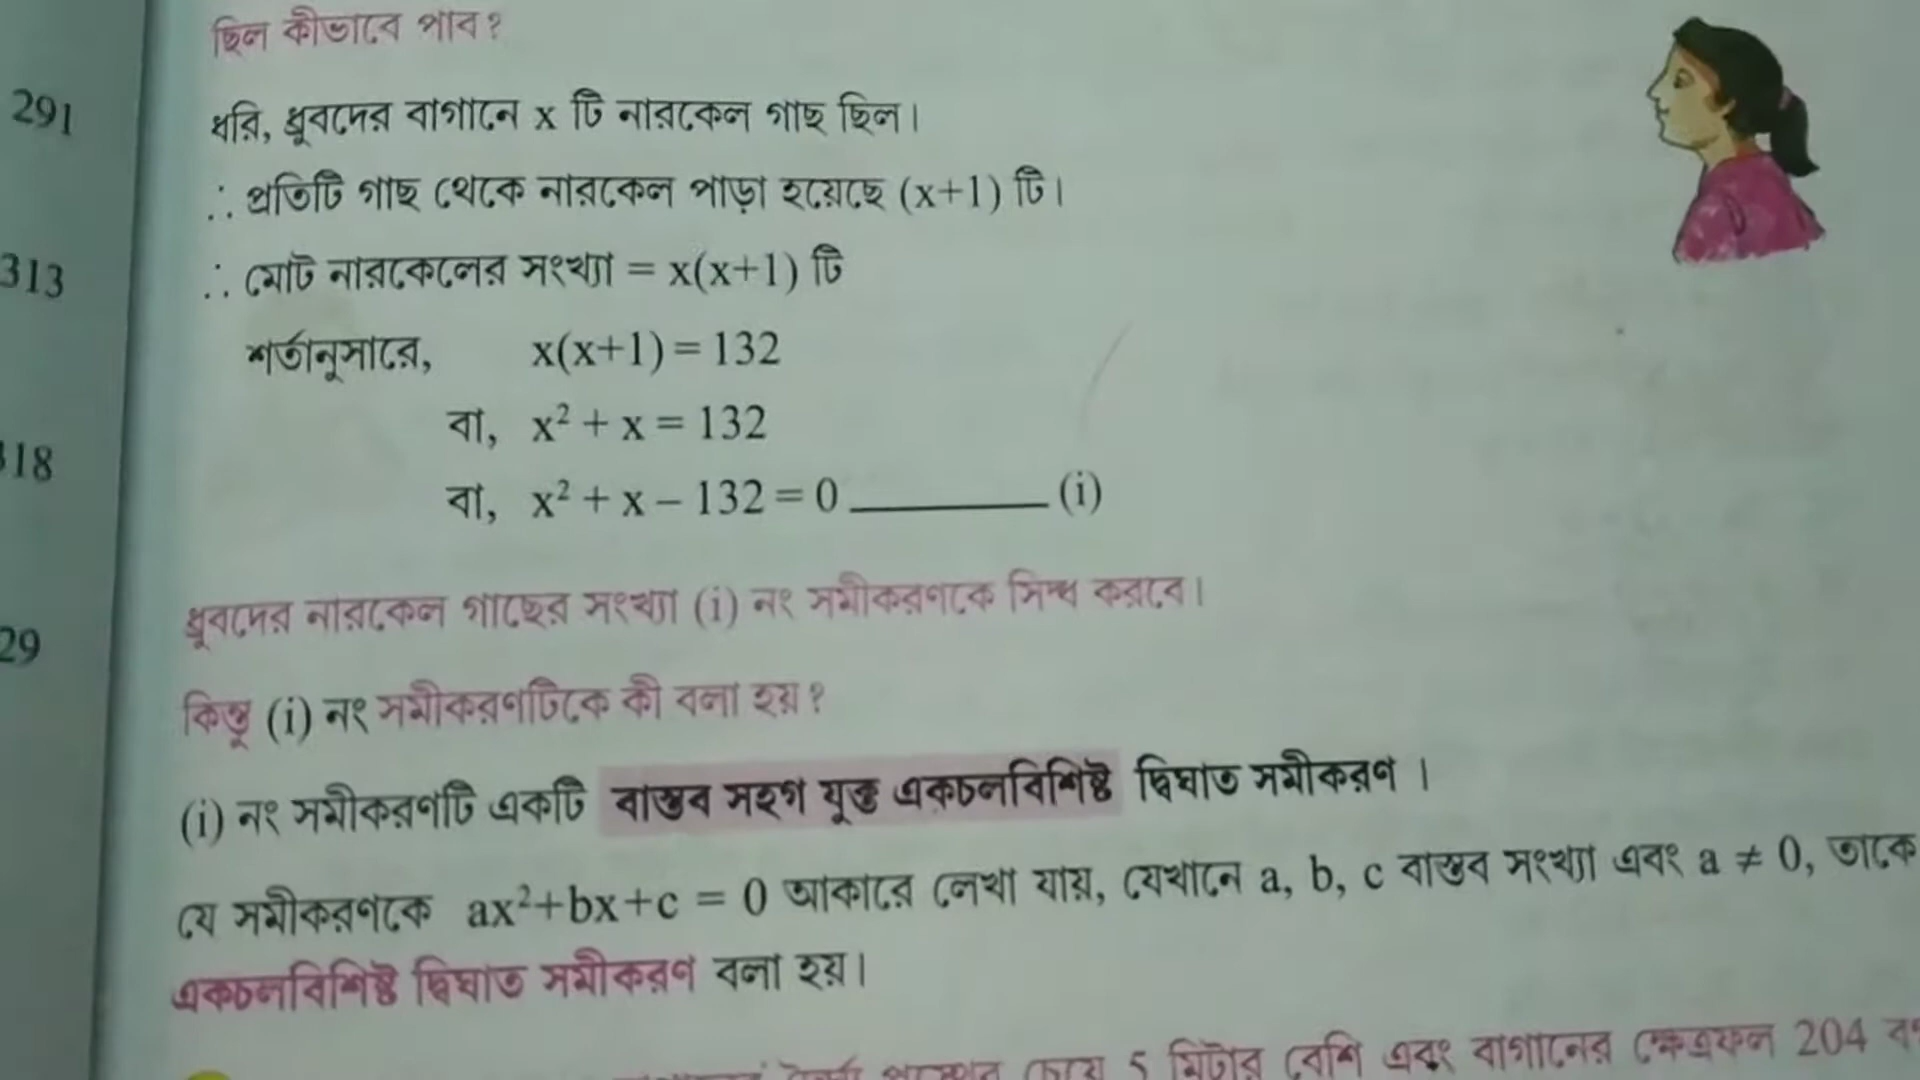 ছিল কীভাবে পাব?
291
ধরি, ধ্রুবদের বাগানে x টি নারকেল গাছ ছিল।
∴ প্রতিটি গাছ থেকে নারকেল পাড়া হয়েছে (x+1) টি।
313
∴ মোট নারকেলের সংখ্যা = x(x+1) টি
শর্তানুসারে, x(x+1) = 132
বা, x² + x = 132
318
বা, x² + x – 132 = 0 ________ (i)
ধ্রুবদের নারকেল গাছের সংখ্যা (i) নং সমীকরণকে সিদ্ধ করবে।
29
কিন্তু (i) নং সমীকরণটিকে কী বলা হয়?
(i) নং সমীকরণটি একটি বাস্তব সহগ যুক্ত একচলবিশিষ্ট দ্বিঘাত সমীকরণ ।
যে সমীকরণকে ax²+bx+c = 0 আকারে লেখা যায়, যেখানে a, b, c বাস্তব সংখ্যা এবং a ≠ 0, তাকে
একচলবিশিষ্ট দ্বিঘাত সমীকরণ বলা হয়।
চেয়ে 5 মিটার বেশি এবং বাগানের ক্ষেত্রফল 204